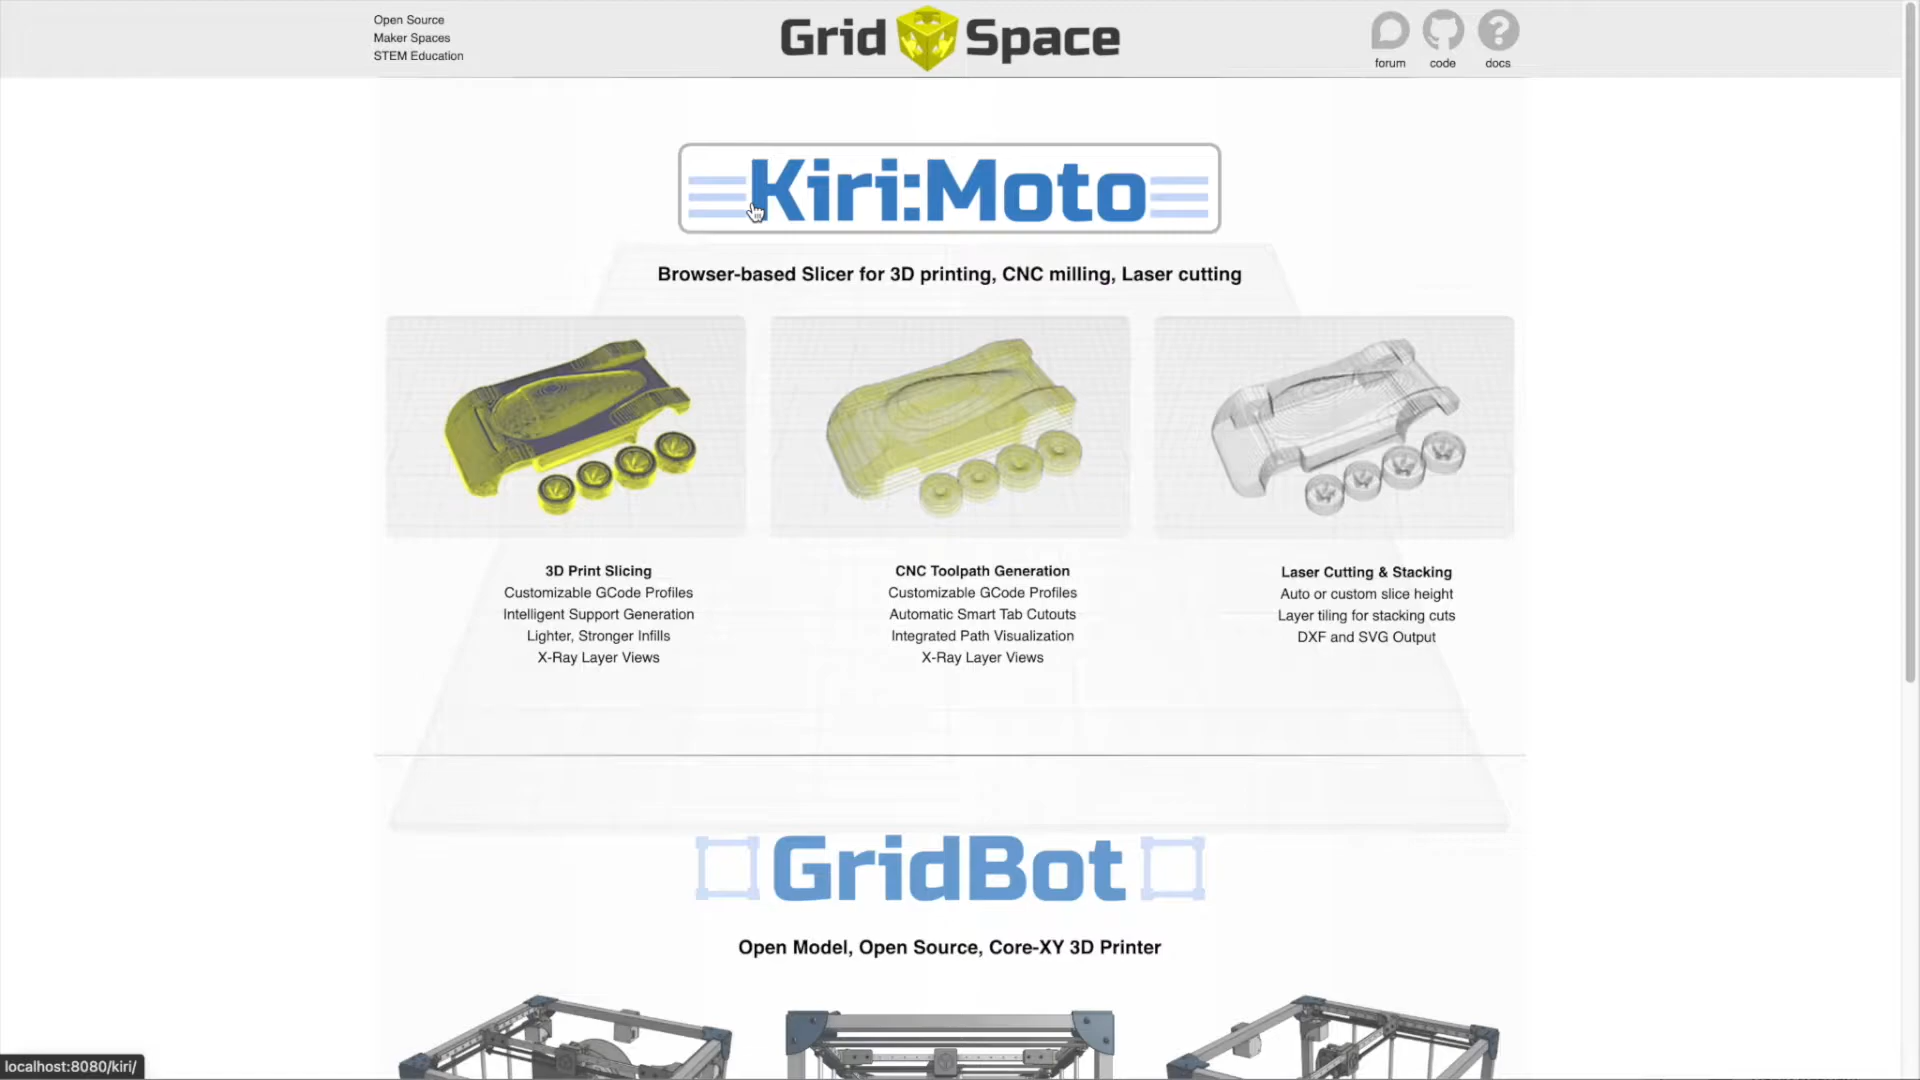 Open Source
Maker Spaces
STEM Education
Grid Space
forum
code
docs
Kiri:Moto
Browser-based Slicer for 3D printing, CNC milling, Laser cutting
3D Print Slicing
Customizable GCode Profiles
Intelligent Support Generation
Lighter, Stronger Infills
X-Ray Layer Views
CNC Toolpath Generation
Customizable GCode Profiles
Automatic Smart Tab Cutouts
Integrated Path Visualization
X-Ray Layer Views
Laser Cutting & Stacking
Auto or custom slice height
Layer tiling for stacking cuts
DXF and SVG Output
GridBot
Open Model, Open Source, Core-XY 3D Printer
localhost:8080/kiri/